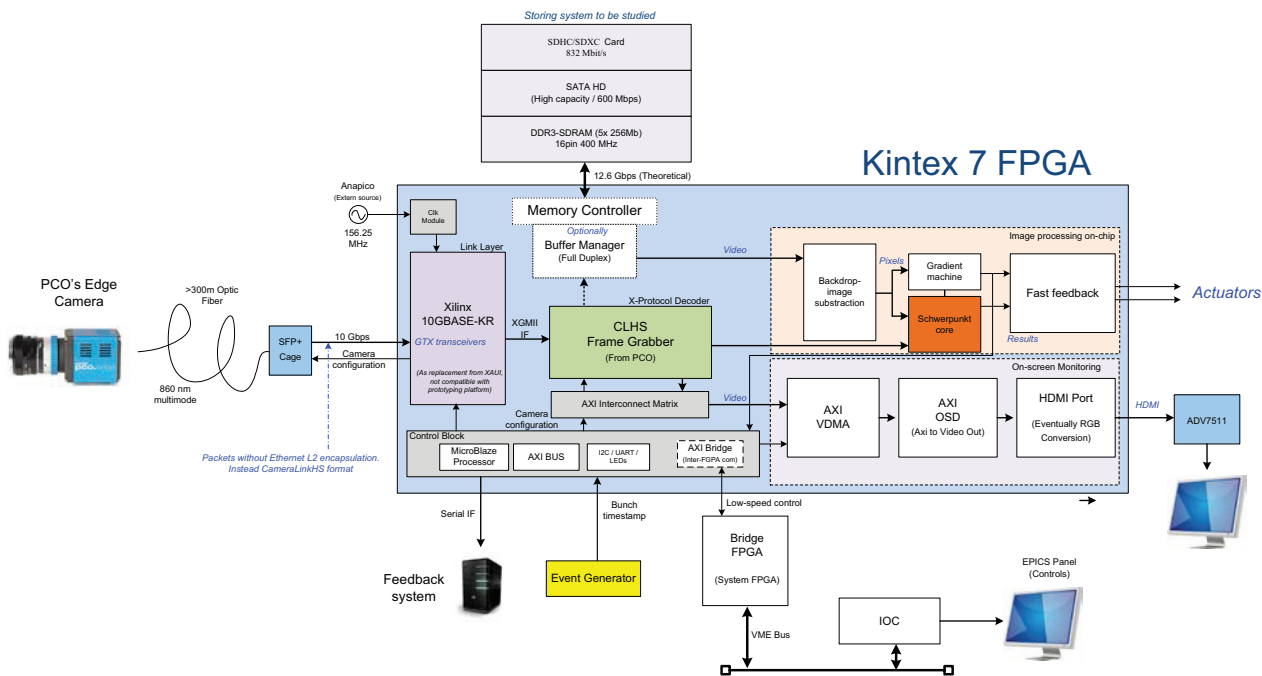 Storing system to be studied
SDHC/SDXC Card
832 Mbit/s
SATA HD
(High capacity / 600 Mbps)
DDR3-SDRAM (5x 256Mb)
16pin 400 MHz
12.6 Gbps (Theoretical)
Kintex 7 FPGA
Anapico
(Extern source)
156.25
MHz
Clk
Module
Link Layer
Memory Controller
Optionally
Buffer Manager
(Full Duplex)
Video
Image processing on-chip
Backdrop-
image
substraction
Pixels
Gradient
machine
Schwerpunkt
core
Fast feedback
Results
Actuators
PCO's Edge
Camera
>300m Optic
Fiber
860 nm
multimode
SFP+
Cage
10 Gbps
Camera
configuration
Xilinx
10GBASE-KR
GTX transceivers
(As replacement from XAUI,
not compatible with
prototyping platform)
XGMII
IF
X-Protocol Decoder
CLHS
Frame Grabber
(From PCO)
AXI Interconnect Matrix
Video
Camera
configuration
On-screen Monitoring
AXI
VDMA
AXI
OSD
(Axi to Video Out)
HDMI Port
(Eventually RGB
Conversion)
HDMI
ADV7511
Control Block
MicroBlaze
Processor
AXI BUS
I2C / UART /
LEDs
AXI Bridge
(Inter-FGPA com)
Packets without Ethernet L2 encapsulation.
Instead CameraLinkHS format
Serial IF
Bunch
timestamp
Low-speed control
Feedback
system
Event Generator
Bridge
FPGA
(System FPGA)
VME Bus
IOC
EPICS Panel
(Controls)